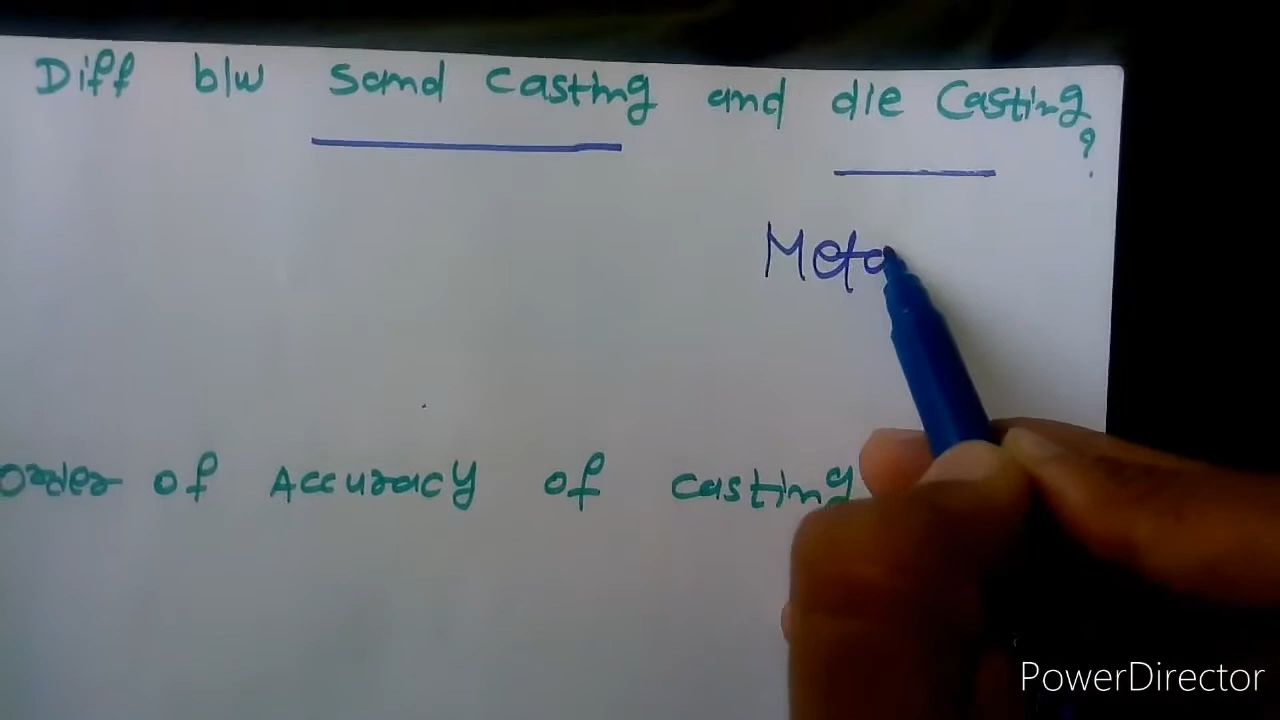 Diff b/w Sand Casting and die Casting?
Meta
Order of Accuracy of casting
PowerDirector